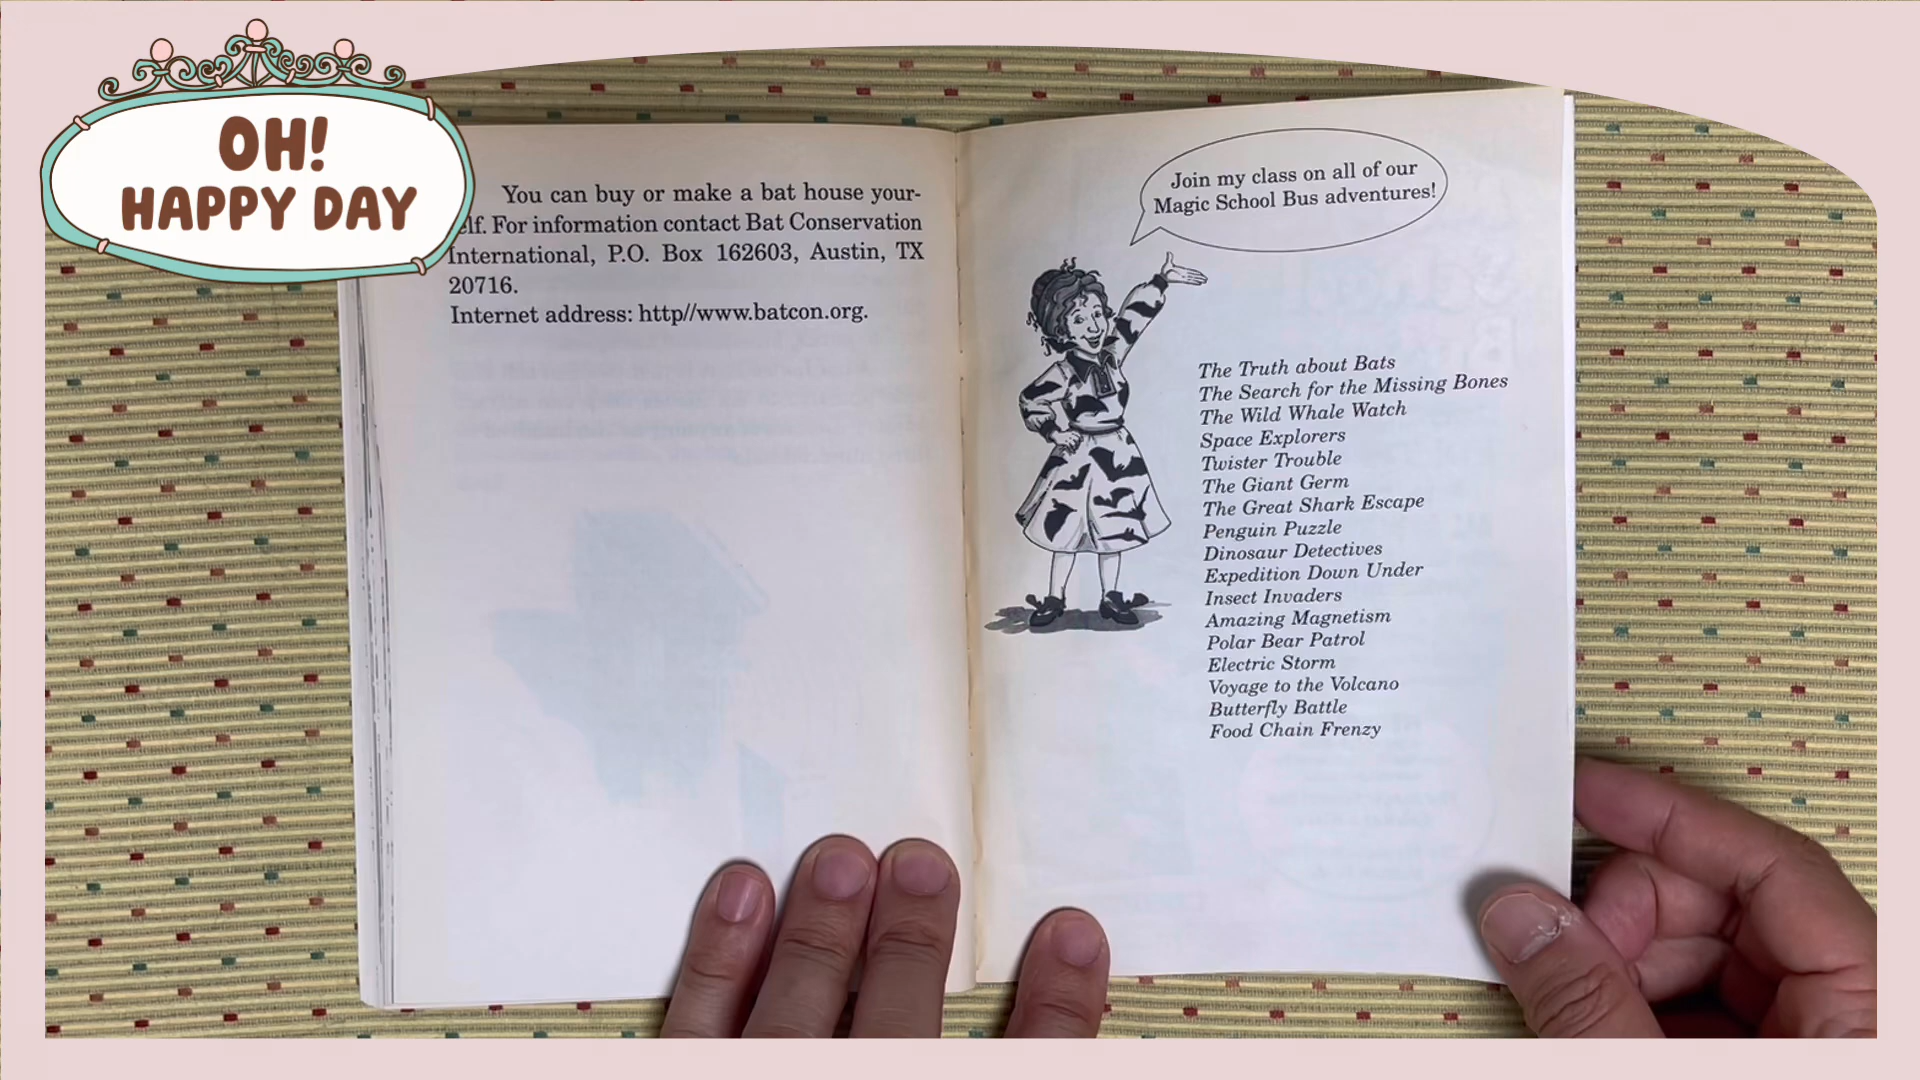 OH!
HAPPY DAY
You can buy or make a bat house your-
elf. For information contact Bat Conservation
International, P.O. Box 162603, Austin, TX
20716.
Internet address: http//www.batcon.org.
Join my class on all of our
Magic School Bus adventures!
The Truth about Bats
The Search for the Missing Bones
The Wild Whale Watch
Space Explorers
Twister Trouble
The Giant Germ
The Great Shark Escape
Penguin Puzzle
Dinosaur Detectives
Expedition Down Under
Insect Invaders
Amazing Magnetism
Polar Bear Patrol
Electric Storm
Voyage to the Volcano
Butterfly Battle
Food Chain Frenzy